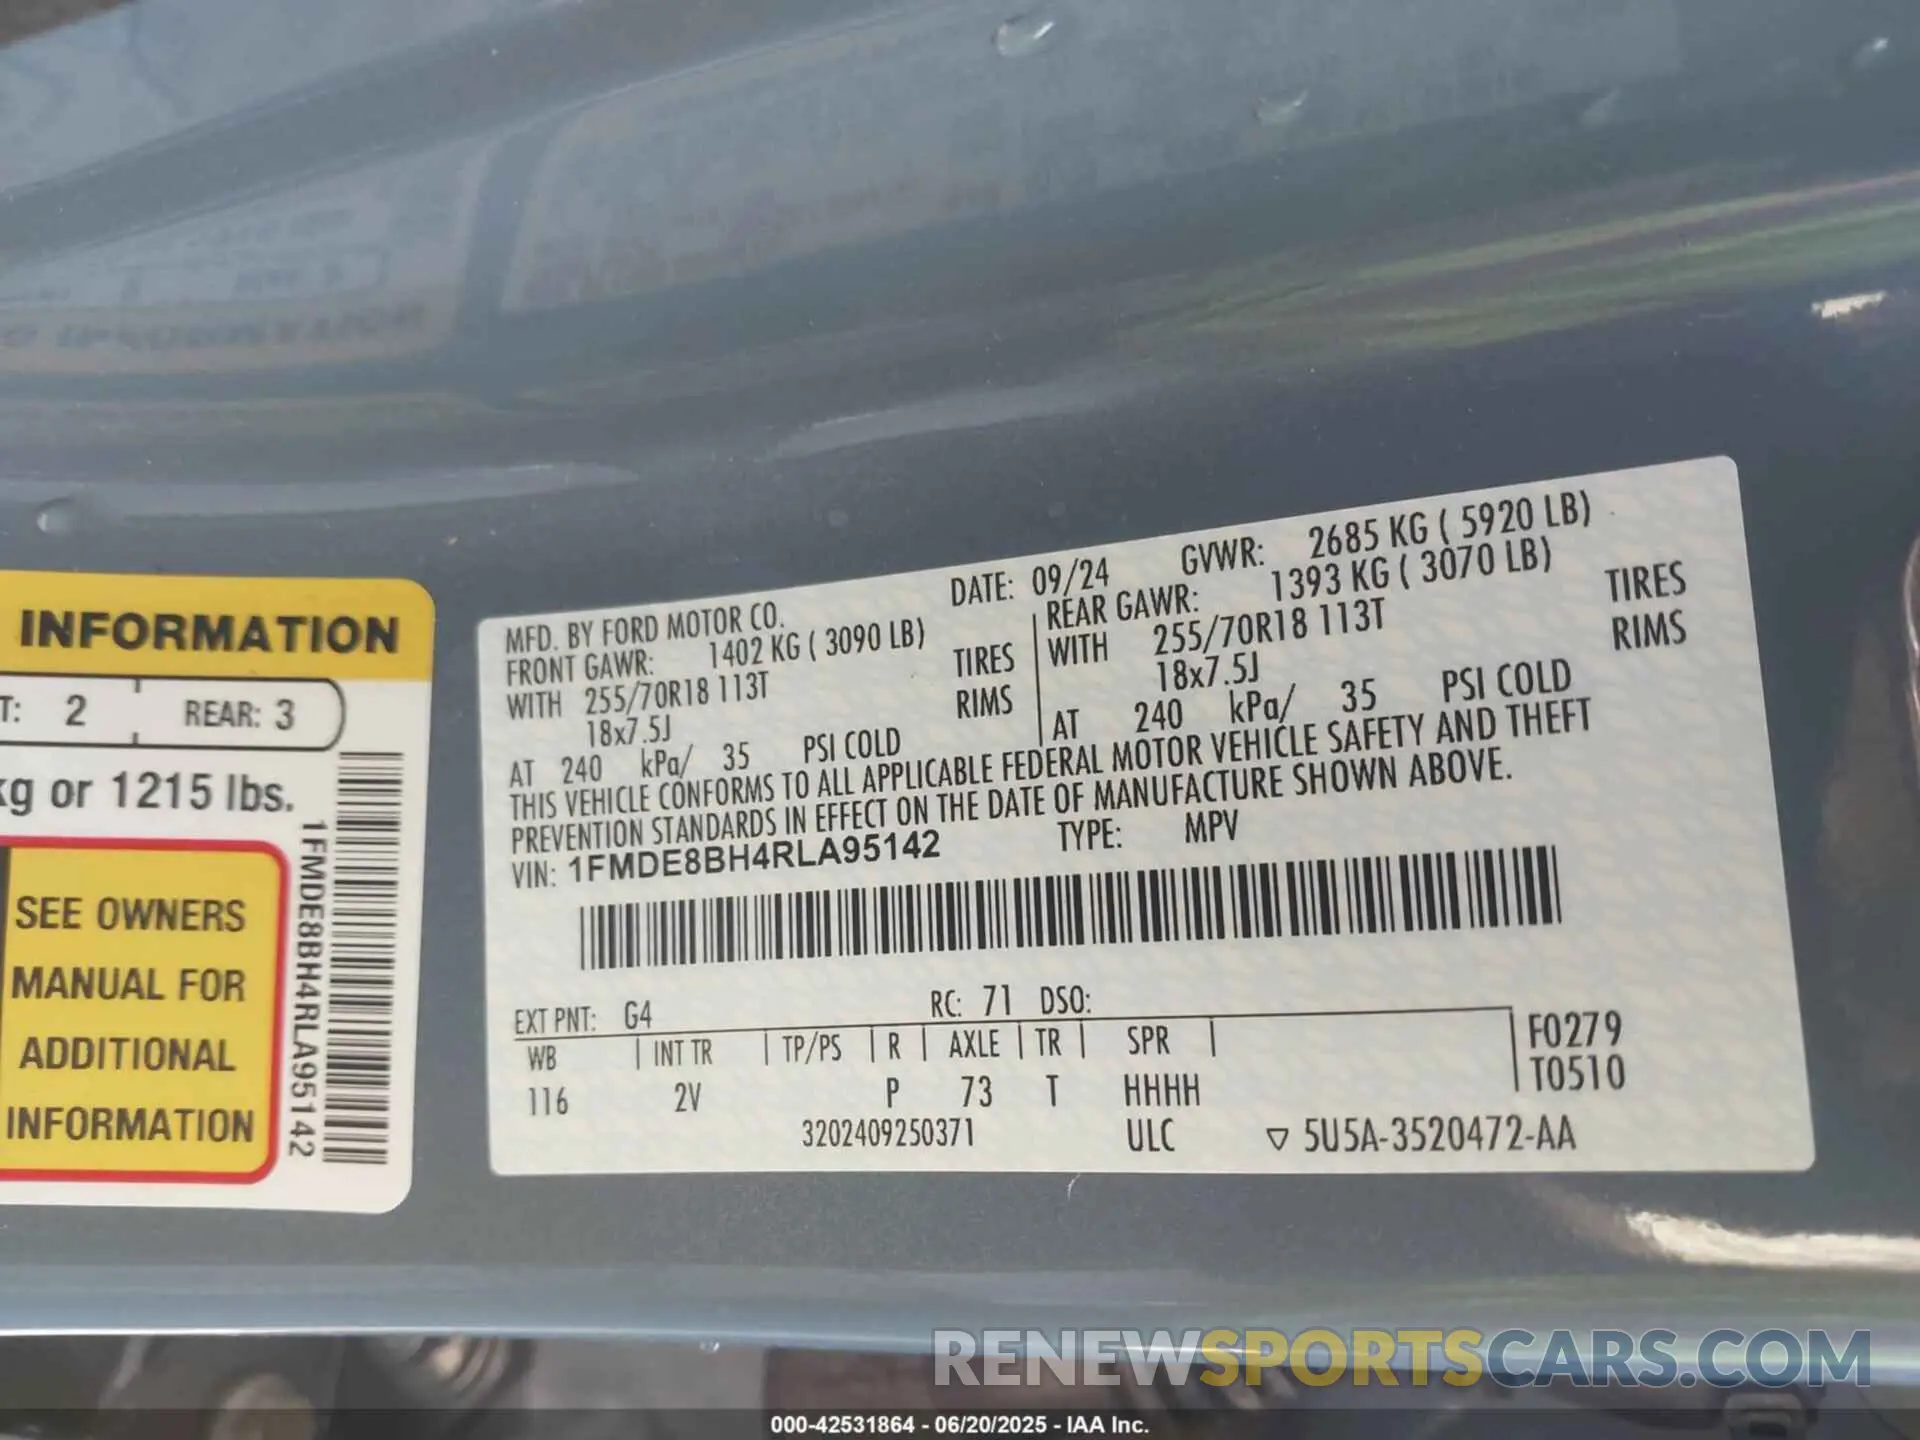 INFORMATION
T: 2 REAR: 3
kg or 1215 lbs.
SEE OWNERS
MANUAL FOR
ADDITIONAL
INFORMATION
1FMDE8BH4RLA95142
MFD. BY FORD MOTOR CO.
DATE: 09/24 GVWR: 2685 KG ( 5920 LB)
FRONT GAWR: 1402 KG ( 3090 LB)
REAR GAWR: 1393 KG ( 3070 LB)
WITH 255/70R18 113T TIRES
WITH 255/70R18 113T TIRES
18x7.5J RIMS
18x7.5J RIMS
AT 240 kPa/ 35 PSI COLD
AT 240 kPa/ 35 PSI COLD
THIS VEHICLE CONFORMS TO ALL APPLICABLE FEDERAL MOTOR VEHICLE SAFETY AND THEFT
PREVENTION STANDARDS IN EFFECT ON THE DATE OF MANUFACTURE SHOWN ABOVE.
VIN: 1FMDE8BH4RLA95142 TYPE: MPV
EXT PNT: G4 RC: 71 DSO:
WB INT TR TP/PS R AXLE TR SPR F0279
116 2V P 73 T HHHH T0510
3202409250371 ULC ▽ 5U5A-3520472-AA
RENEWSPORTSCARS.COM
000-42531864 - 06/20/2025 - IAA Inc.